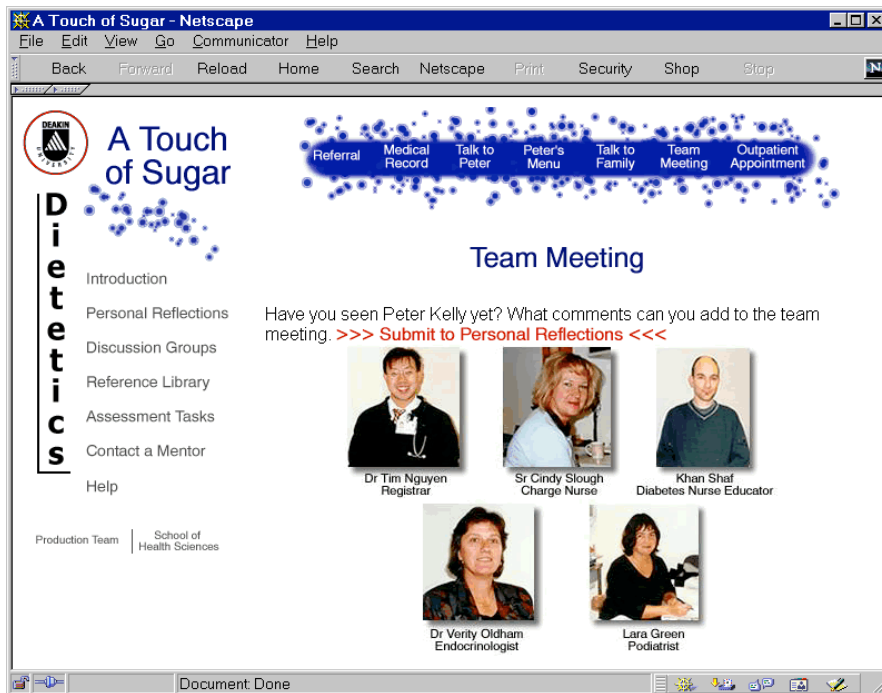 A Touch of Sugar - Netscape
File Edit View Go Communicator Help
Back Forward Reload Home Search Netscape Print Security Shop Stop
N
DEAKIN
UNIVERSITY
A Touch
of Sugar
Dietetics
Referral
Medical
Record
Talk to
Peter
Peter's
Menu
Talk to
Family
Team
Meeting
Outpatient
Appointment
Introduction
Personal Reflections
Discussion Groups
Reference Library
Assessment Tasks
Contact a Mentor
Help
Production Team
School of
Health Sciences
Team Meeting
Have you seen Peter Kelly yet? What comments can you add to the team
meeting. >>> Submit to Personal Reflections <<<
Dr Tim Nguyen
Registrar
Sr Cindy Slough
Charge Nurse
Khan Shaf
Diabetes Nurse Educator
Dr Verity Oldham
Endocrinologist
Lara Green
Podiatrist
Document: Done